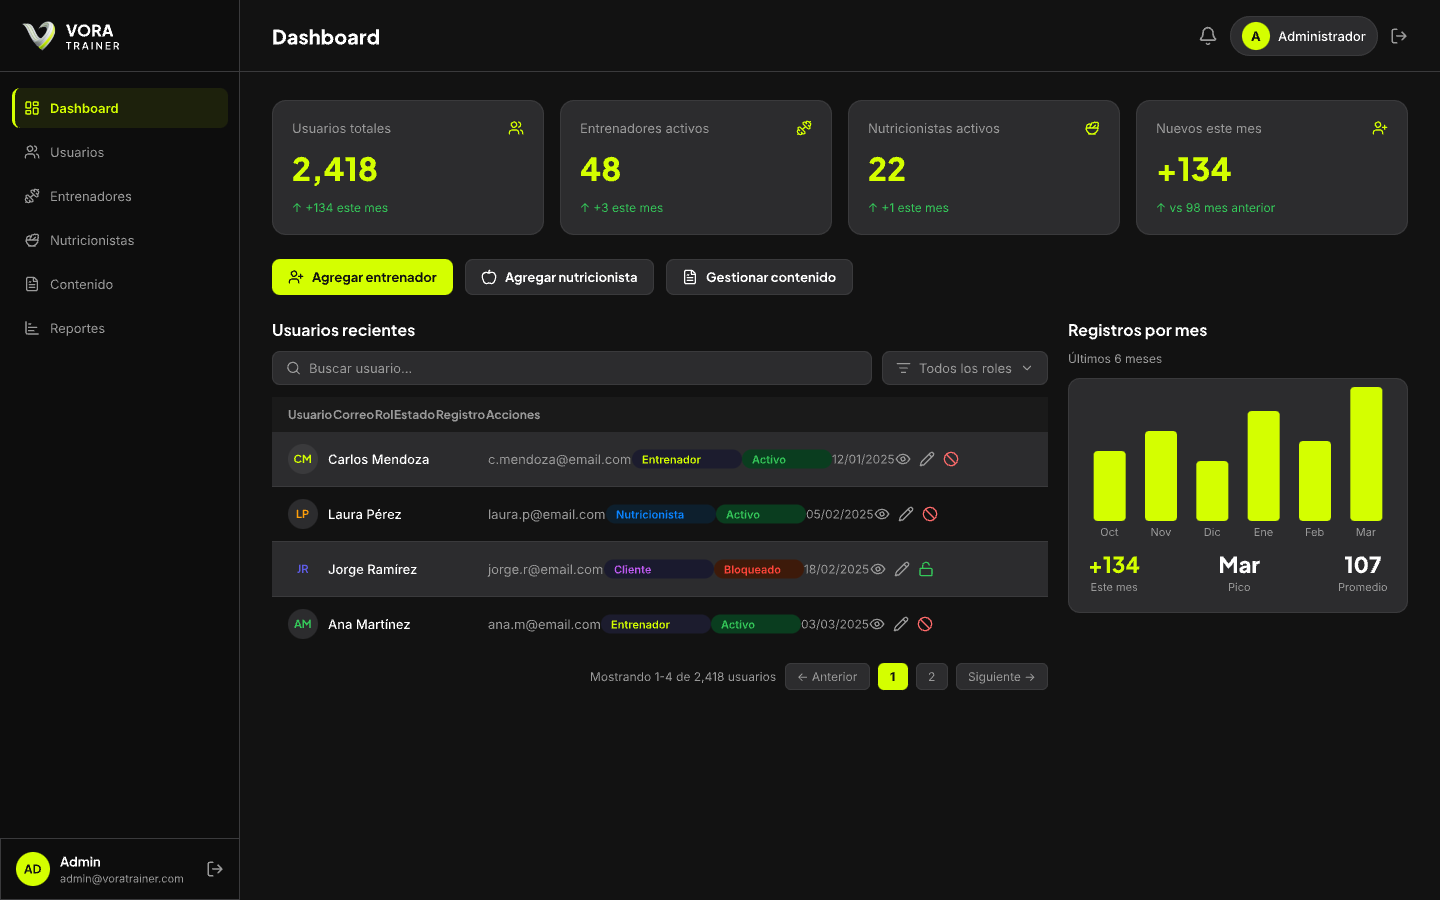 VORA
TRAINER
Dashboard
A
Administrador
Dashboard
Usuarios
Entrenadores
Nutricionistas
Contenido
Reportes
Usuarios totales
2,418
↑ +134 este mes
Entrenadores activos
48
↑ +3 este mes
Nutricionistas activos
22
↑ +1 este mes
Nuevos este mes
+134
↑ vs 98 mes anterior
Agregar entrenador
Agregar nutricionista
Gestionar contenido
Usuarios recientes
Buscar usuario...
Todos los roles
UsuarioCorreoRolEstadoRegistroAcciones
CM Carlos Mendoza c.mendoza@email.com Entrenador Activo 12/01/2025
LP Laura Pérez laura.p@email.com Nutricionista Activo 05/02/2025
JR Jorge Ramírez jorge.r@email.com Cliente Bloqueado 18/02/2025
AM Ana Martínez ana.m@email.com Entrenador Activo 03/03/2025
Mostrando 1-4 de 2,418 usuarios ← Anterior 1 2 Siguiente →
Registros por mes
Últimos 6 meses
Oct Nov Dic Ene Feb Mar
+134 Mar 107
Este mes Pico Promedio
AD
Admin
admin@voratrainer.com